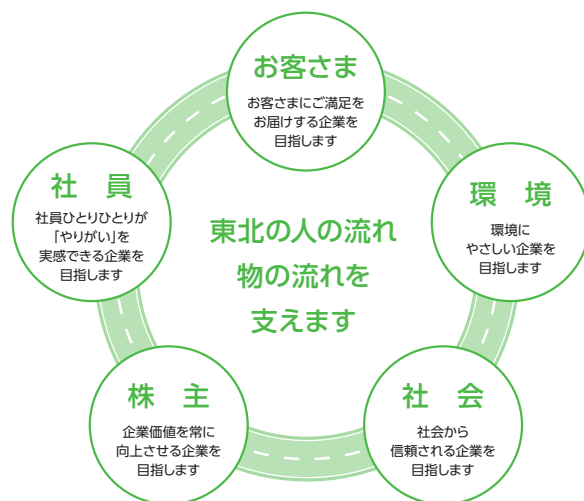 お客さま
お客さまにご満足を
お届けする企業を
目指します
社　員
社員ひとりひとりが
「やりがい」を
実感できる企業を
目指します
環　境
環境に
やさしい企業を
目指します
東北の人の流れ
物の流れを
支えます
株　主
企業価値を常に
向上させる企業を
目指します
社　会
社会から
信頼される企業を
目指します